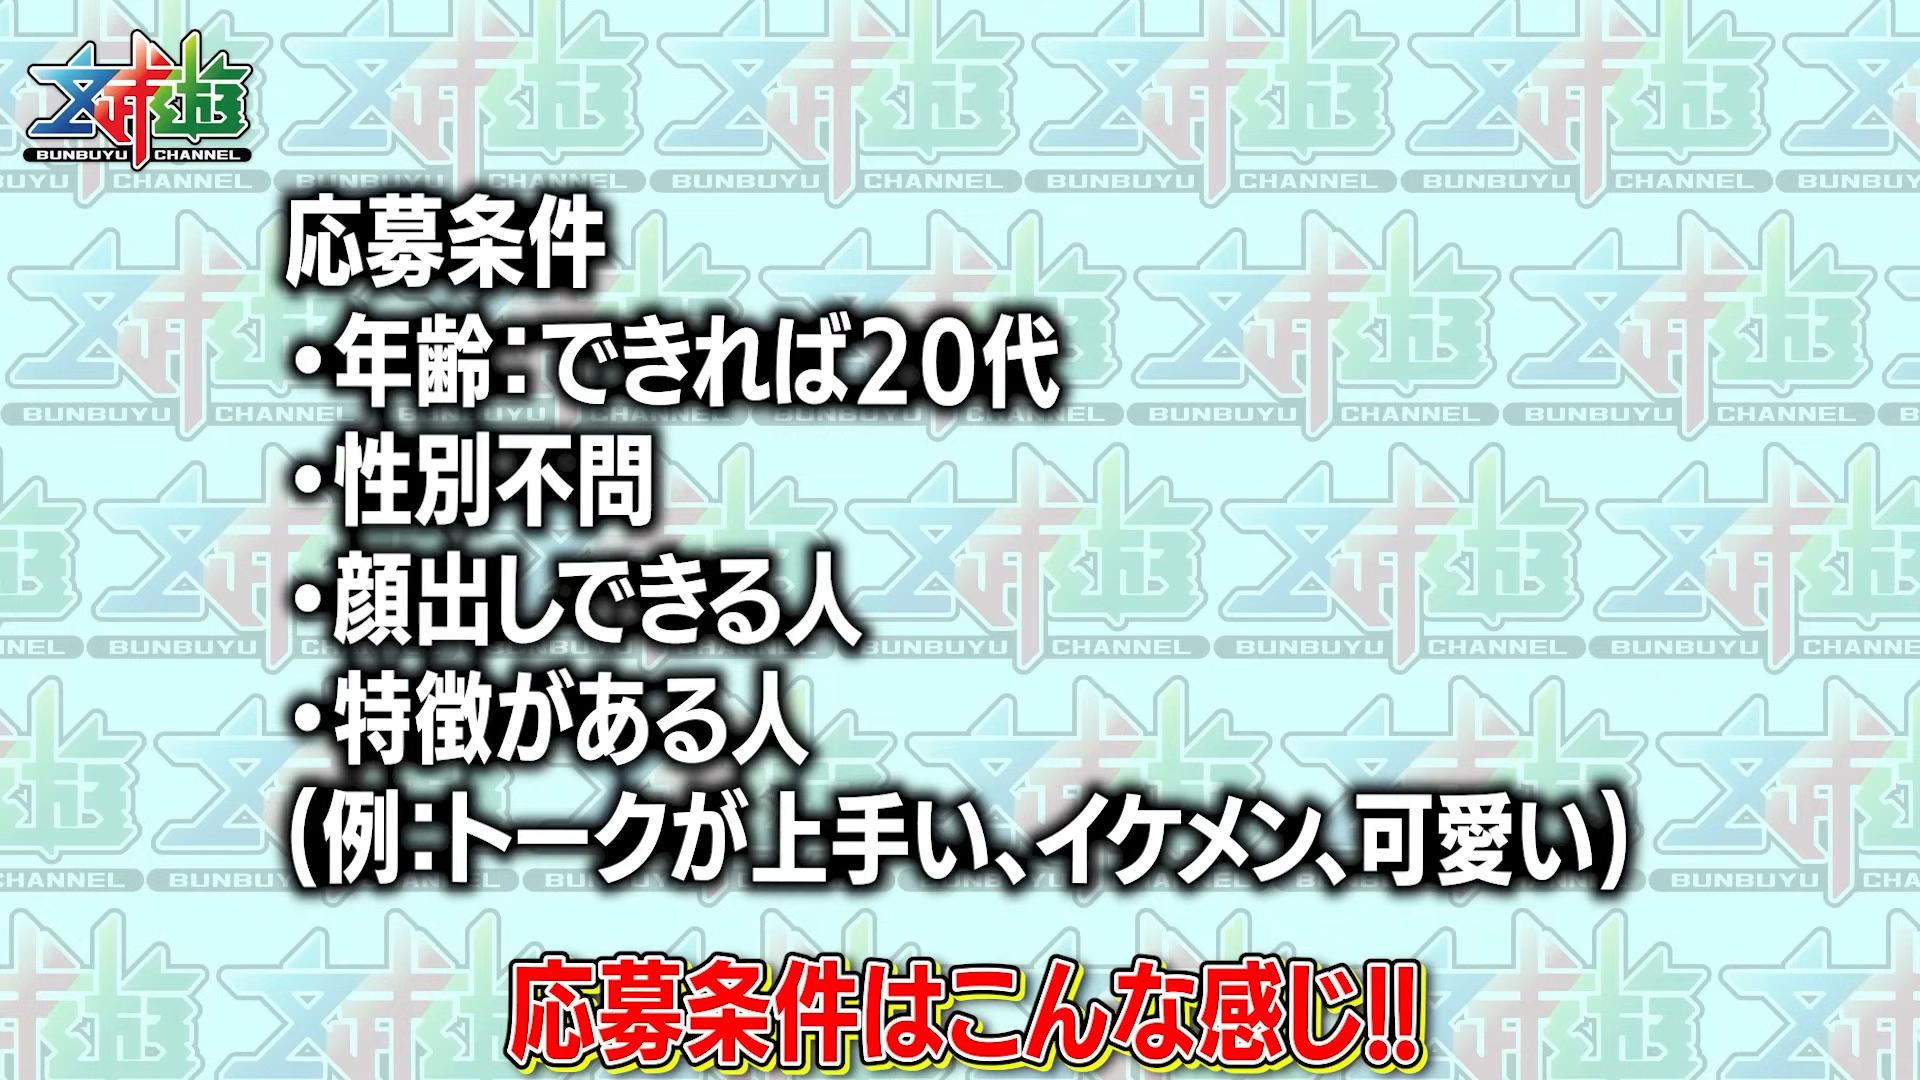 文武遊
BUNBUYU CHANNEL
応募条件
・年齢：できれば20代
・性別不問
・顔出しできる人
・特徴がある人
(例：トークが上手い、イケメン、可愛い)
応募条件はこんな感じ!!